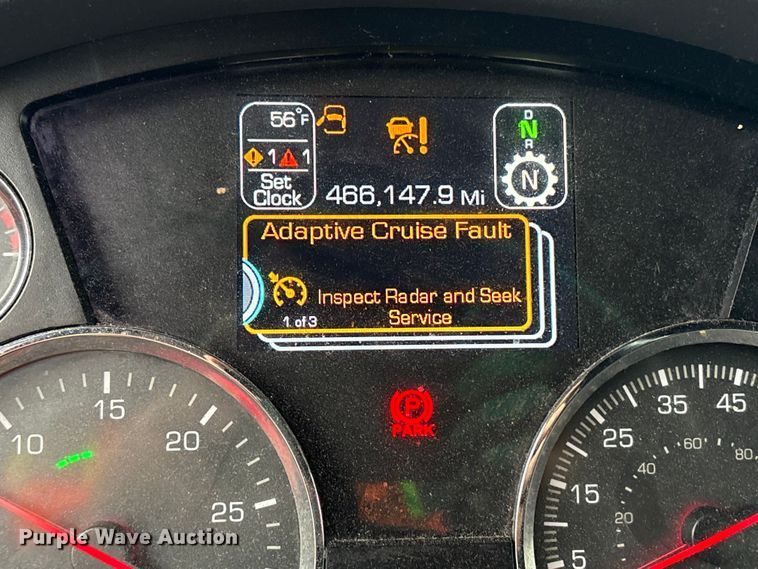 56°F
1 1
Set
Clock
466,147.9 Mi
D
N
R
N
Adaptive Cruise Fault
Inspect Radar and Seek
Service
1 of 3
P
PARK
10
15
20
25
5
15
25
35
45
20
40
60
80
Purple Wave Auction